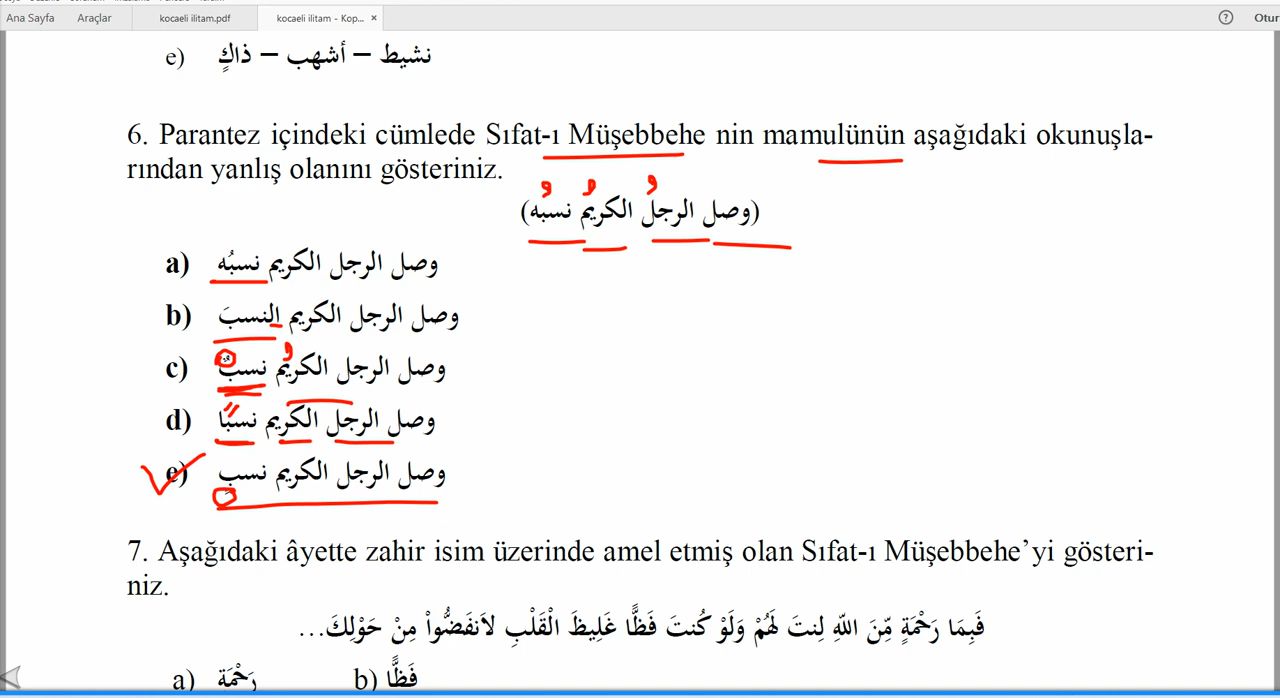 Ana Sayfa Araçlar kocaeli ilitam.pdf kocaeli ilitam - Kop... × ? Otur
e) نشيط – أشهب – ذاكٍ
6. Parantez içindeki cümlede Sıfat-ı Müşebbehe nin mamulünün aşağıdaki okunuşla-
rından yanlış olanını gösteriniz.
(وصل الرجل الكريم نسبه)
a) وصل الرجل الكريم نسبُه
b) وصل الرجل الكريم النسبَ
c) وصل الرجل الكريم نسبٌ
d) وصل الرجل الكريم نسبًا
e) وصل الرجل الكريم نسبٍ
7. Aşağıdaki âyette zahir isim üzerinde amel etmiş olan Sıfat-ı Müşebbehe’yi gösteri-
niz.
فَبِمَا رَحْمَةٍ مِّنَ اللّهِ لِنتَ لَهُمْ وَلَوْ كُنتَ فَظًّا غَلِيظَ الْقَلْبِ لاَنفَضُّواْ مِنْ حَوْلِكَ...
a) رَحْمَة b) فَظًّا